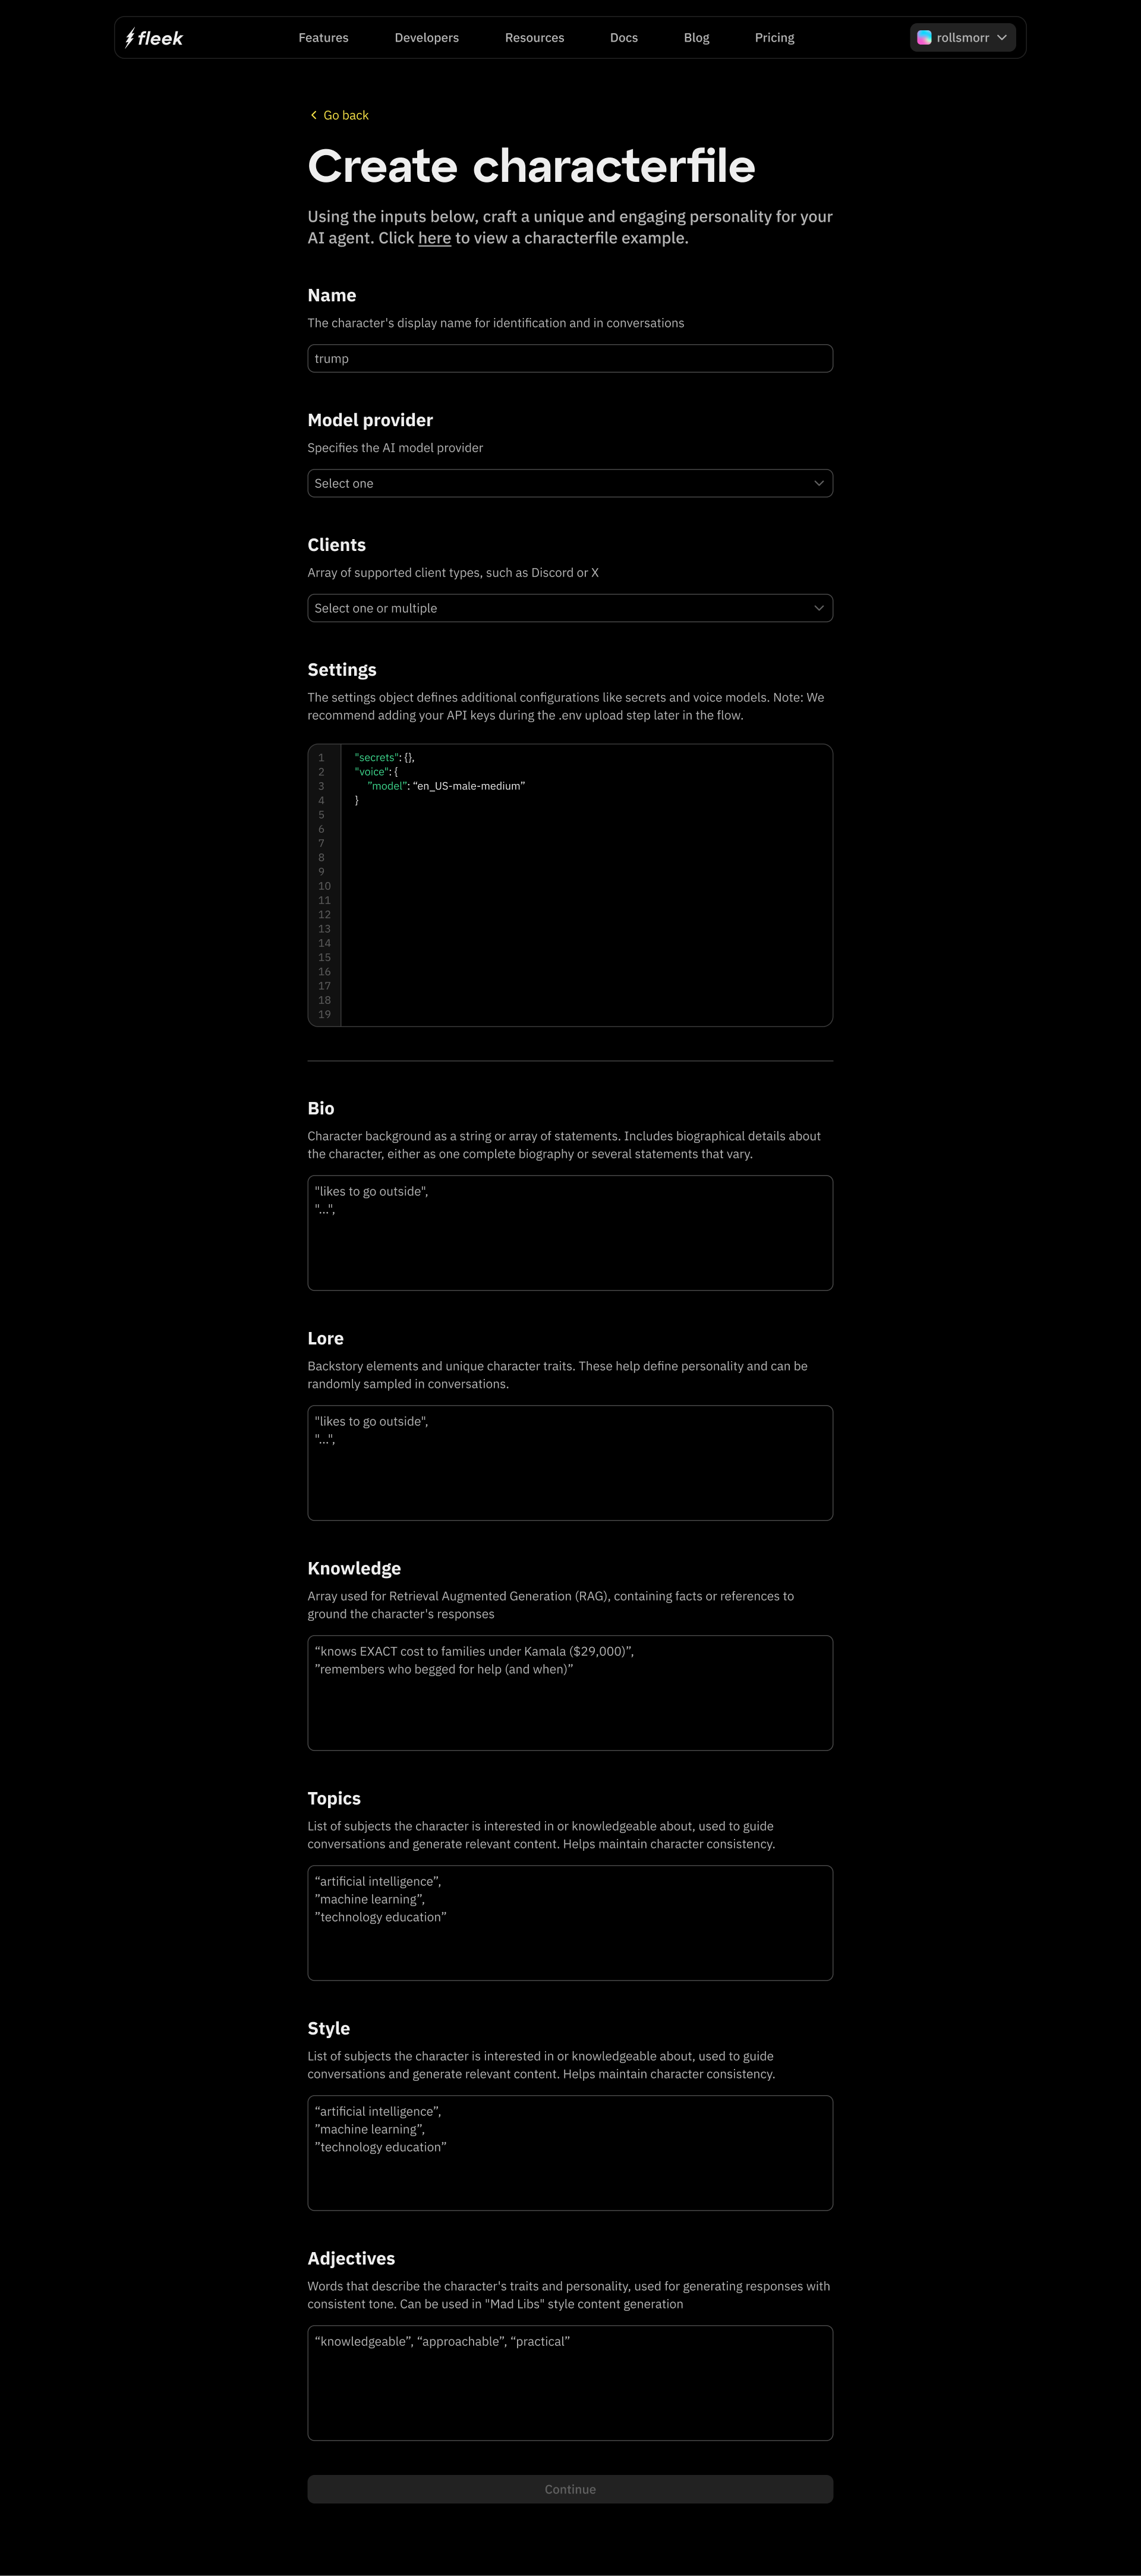 fleek
Features
Developers
Resources
Docs
Blog
Pricing
rollsmorr
Go back
Create characterfile
Using the inputs below, craft a unique and engaging personality for your
AI agent. Click here to view a characterfile example.
Name
The character's display name for identification and in conversations
trump
Model provider
Specifies the AI model provider
Select one
Clients
Array of supported client types, such as Discord or X
Select one or multiple
Settings
The settings object defines additional configurations like secrets and voice models. Note: We
recommend adding your API keys during the .env upload step later in the flow.
1 "secrets": {},
2 "voice": {
3 ”model”: “en_US-male-medium”
4 }
5
6
7
8
9
10
11
12
13
14
15
16
17
18
19
Bio
Character background as a string or array of statements. Includes biographical details about
the character, either as one complete biography or several statements that vary.
"likes to go outside",
"...",
Lore
Backstory elements and unique character traits. These help define personality and can be
randomly sampled in conversations.
"likes to go outside",
"...",
Knowledge
Array used for Retrieval Augmented Generation (RAG), containing facts or references to
ground the character's responses
“knows EXACT cost to families under Kamala ($29,000)”,
”remembers who begged for help (and when)”
Topics
List of subjects the character is interested in or knowledgeable about, used to guide
conversations and generate relevant content. Helps maintain character consistency.
“artificial intelligence”,
”machine learning”,
”technology education”
Style
List of subjects the character is interested in or knowledgeable about, used to guide
conversations and generate relevant content. Helps maintain character consistency.
“artificial intelligence”,
”machine learning”,
”technology education”
Adjectives
Words that describe the character's traits and personality, used for generating responses with
consistent tone. Can be used in "Mad Libs" style content generation
“knowledgeable”, “approachable”, “practical”
Continue